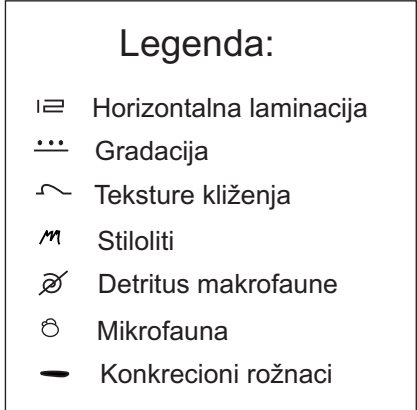 Legenda:
Horizontalna laminacija
Gradacija
Teksture kliženja
Stiloliti
Detritus makrofaune
Mikrofauna
Konkrecioni rožnaci